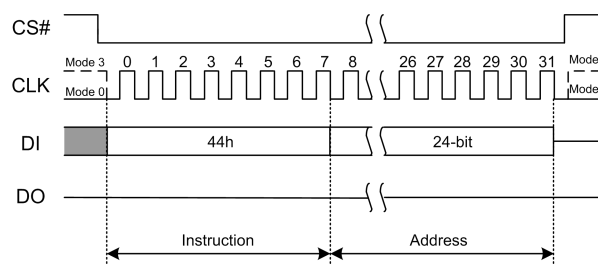 CS#
Mode 3 0 1 2 3 4 5 6 7 8 26 27 28 29 30 31 Mode
CLK
Mode 0 Mode
DI 44h 24-bit
DO
Instruction Address